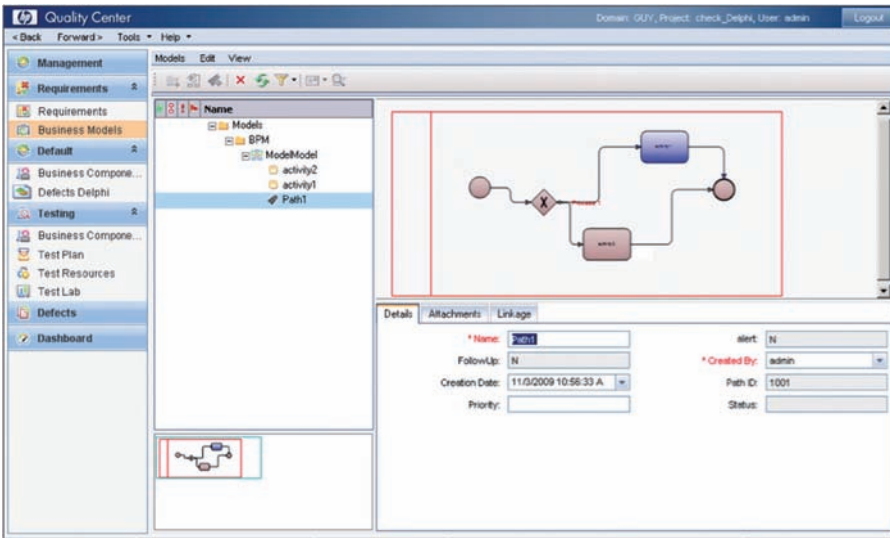 hp Quality Center
Domain: GUY, Project: check_Delphi, User: admin
Logout
<Back Forward> Tools Help
Management
Requirements
Requirements
Business Models
Default
Business Compone...
Defects Delphi
Testing
Business Compone...
Test Plan
Test Resources
Test Lab
Defects
Dashboard
Models Edit View
Name
Models
BPM
ModelModel
activity2
activity1
Path1
X
Details Attachments Linkage
* Name: Path1
alert: N
FollowUp: N
* Created By: admin
Creation Date: 11/3/2009 10:56:33 A
Path ID: 1001
Priority:
Status: